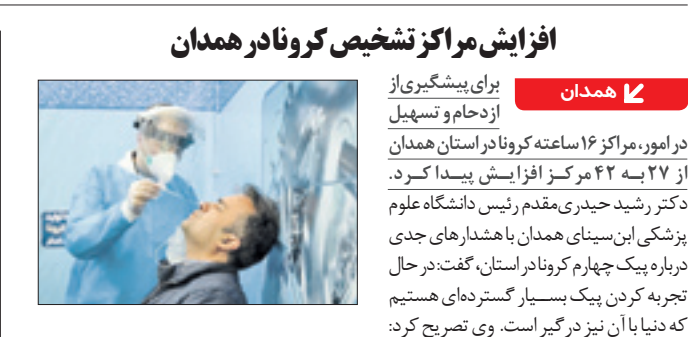 افزایش مراکز تشخیص کرونا در همدان
همدان
برای پیشگیری از
ازدحام و تسهیل
در امور، مراکز ۱۶ ساعته کرونا در استان همدان
از ۲۷ به ۴۲ مرکز افزایش پیدا کرد.
دکتر رشید حیدری‌مقدم رئیس دانشگاه علوم
پزشکی ابن‌سینای همدان با هشدارهای جدی
درباره پیک چهارم کرونا در استان، گفت: در حال
تجربه کردن پیک بسیار گسترده‌ای هستیم
که دنیا با آن نیز درگیر است. وی تصریح کرد: